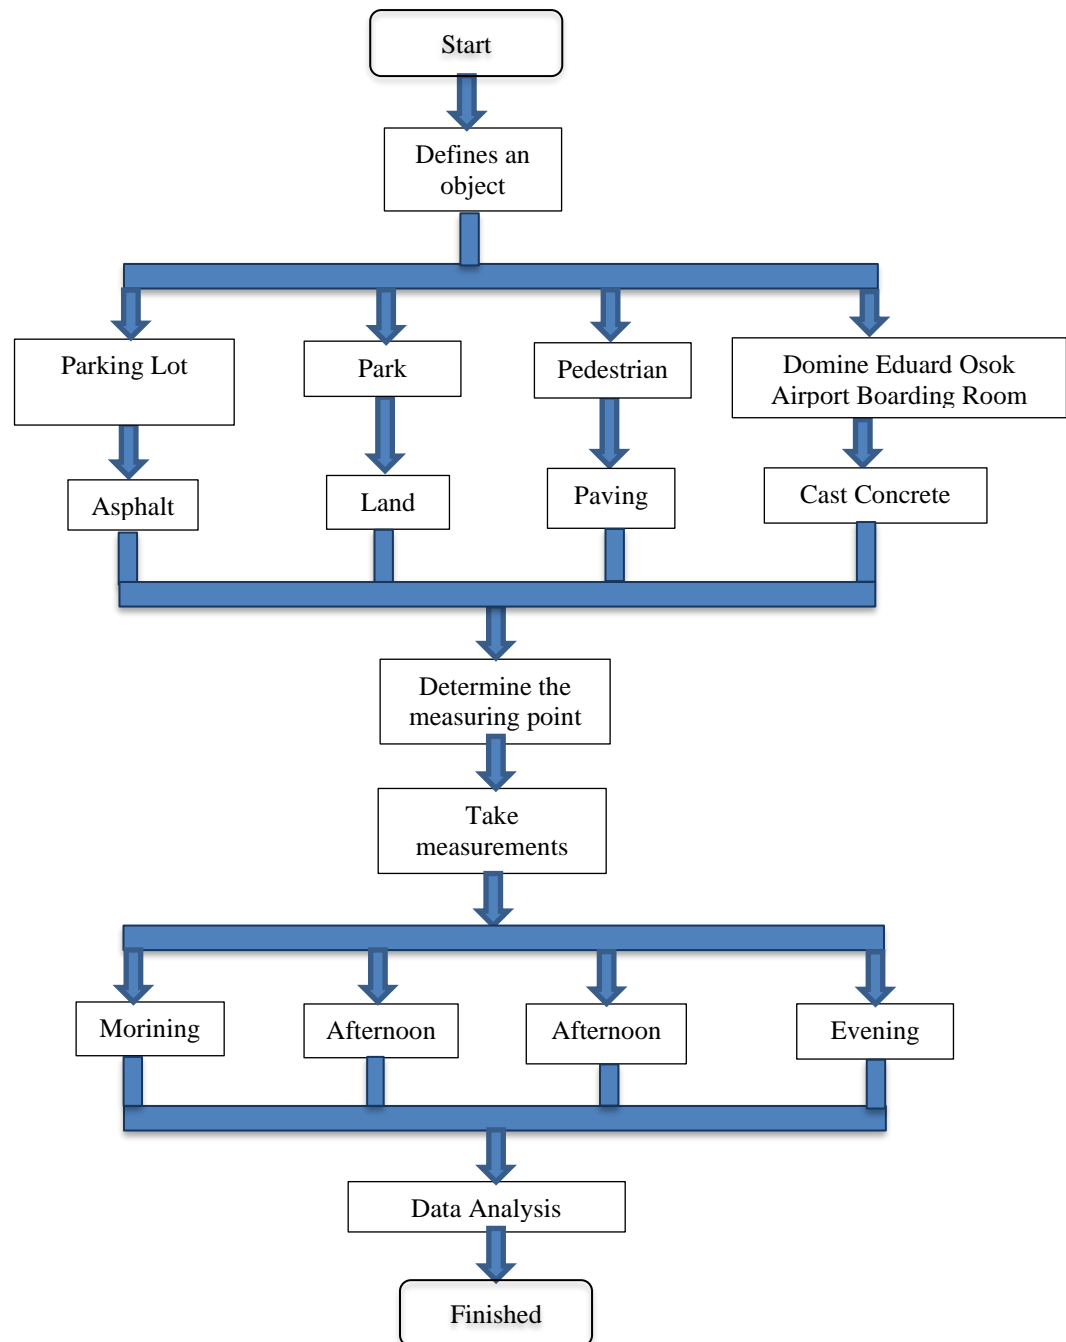 Start
Defines an
object
Parking Lot
Park
Pedestrian
Domine Eduard Osok
Airport Boarding Room
Asphalt
Land
Paving
Cast Concrete
Determine the
measuring point
Take
measurements
Morining
Afternoon
Afternoon
Evening
Data Analysis
Finished